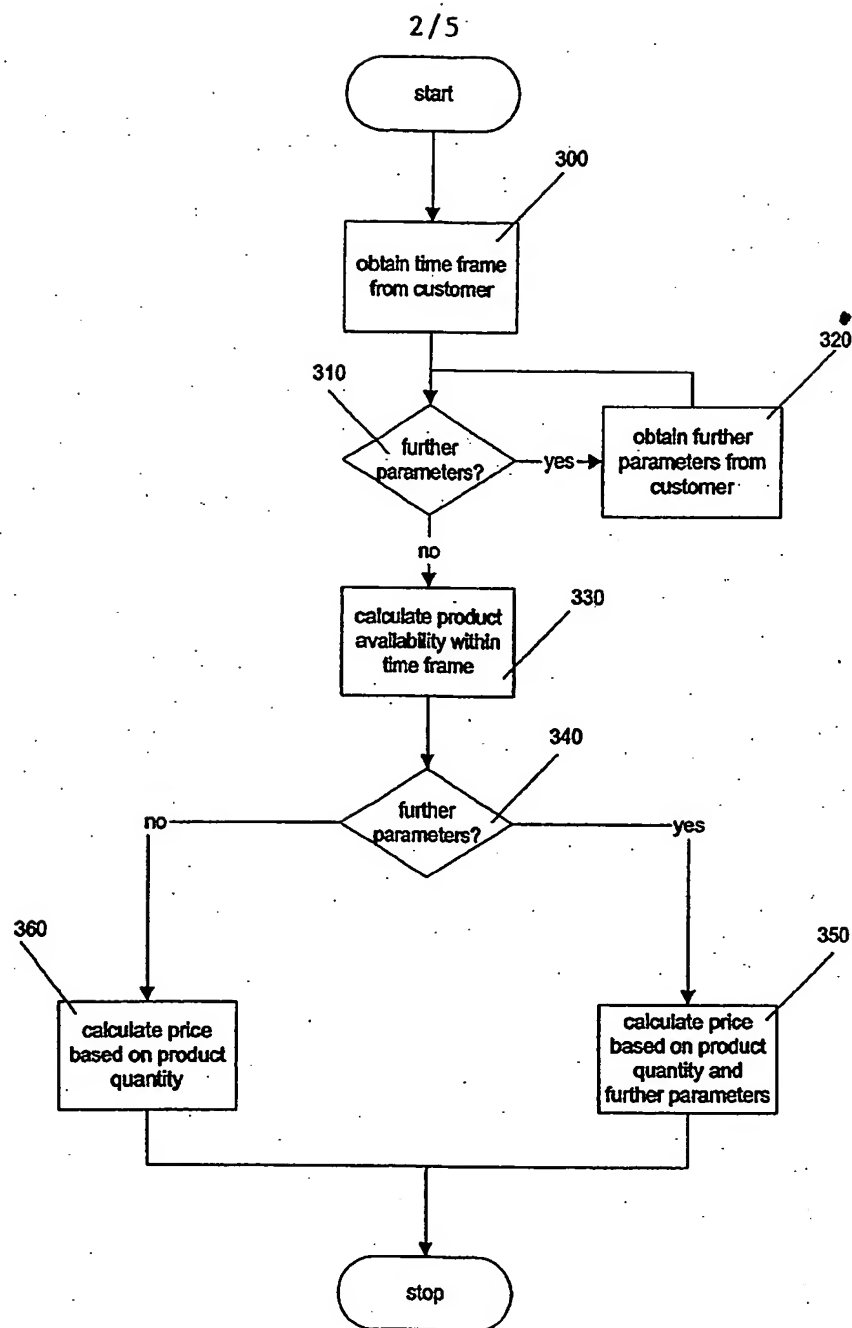 2/5
start
300
obtain time frame
from customer
320
310
further
parameters?
yes
obtain further
parameters from
customer
no
330
calculate product
availability within
time frame
340
further
parameters?
no
yes
360
350
calculate price
based on product
quantity
calculate price
based on product
quantity and
further parameters
stop